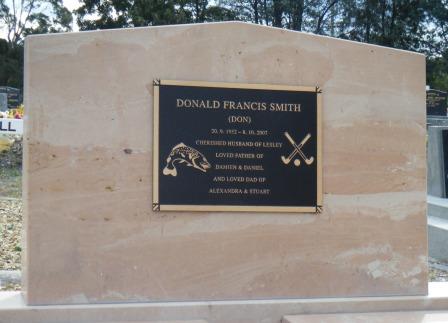 DONALD FRANCIS SMITH
(DON)
20. 9. 1952 - 8. 10. 2007
CHERISHED HUSBAND OF LESLEY
LOVED FATHER OF
DAMIEN & DANIEL
AND LOVED DAD OF
ALEXANDRA & STUART
LL